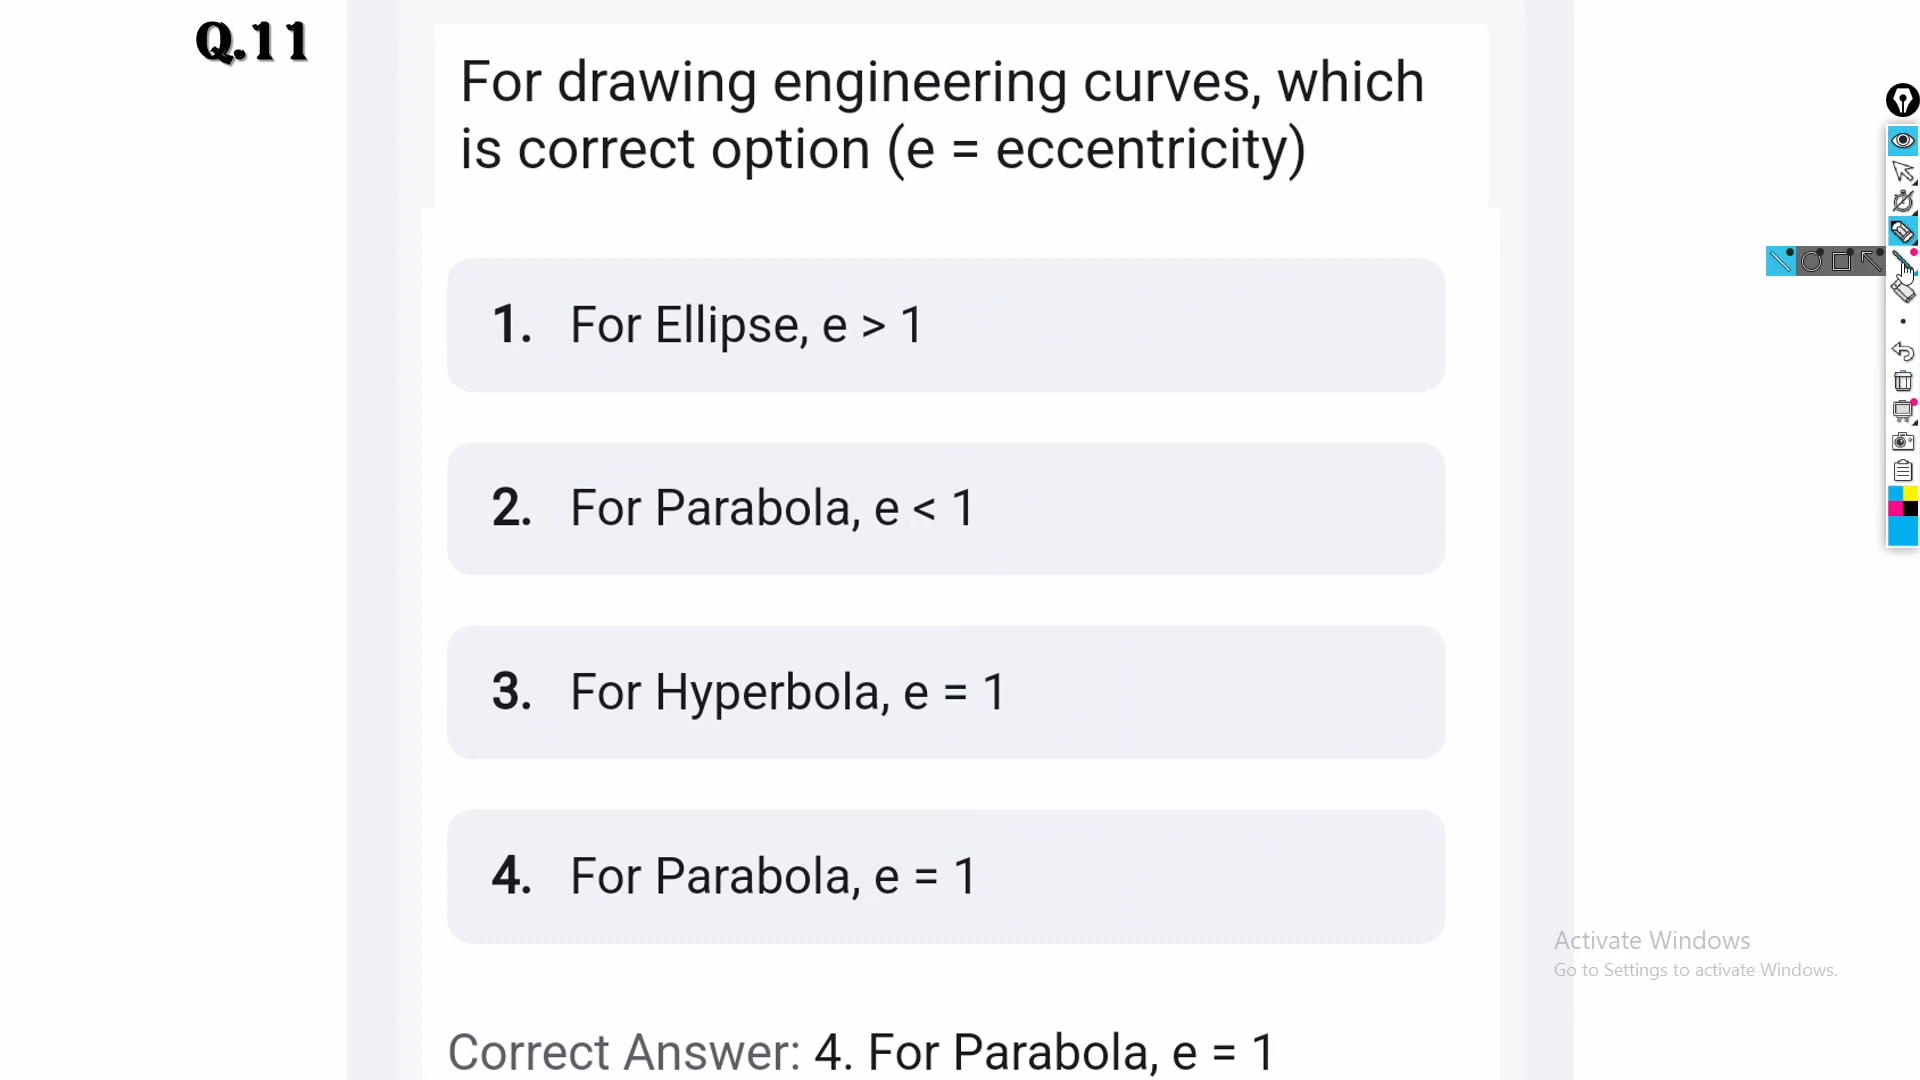 Q.11
For drawing engineering curves, which
is correct option (e = eccentricity)
1. For Ellipse, e > 1
2. For Parabola, e < 1
3. For Hyperbola, e = 1
4. For Parabola, e = 1
Activate Windows
Go to Settings to activate Windows.
Correct Answer: 4. For Parabola, e = 1